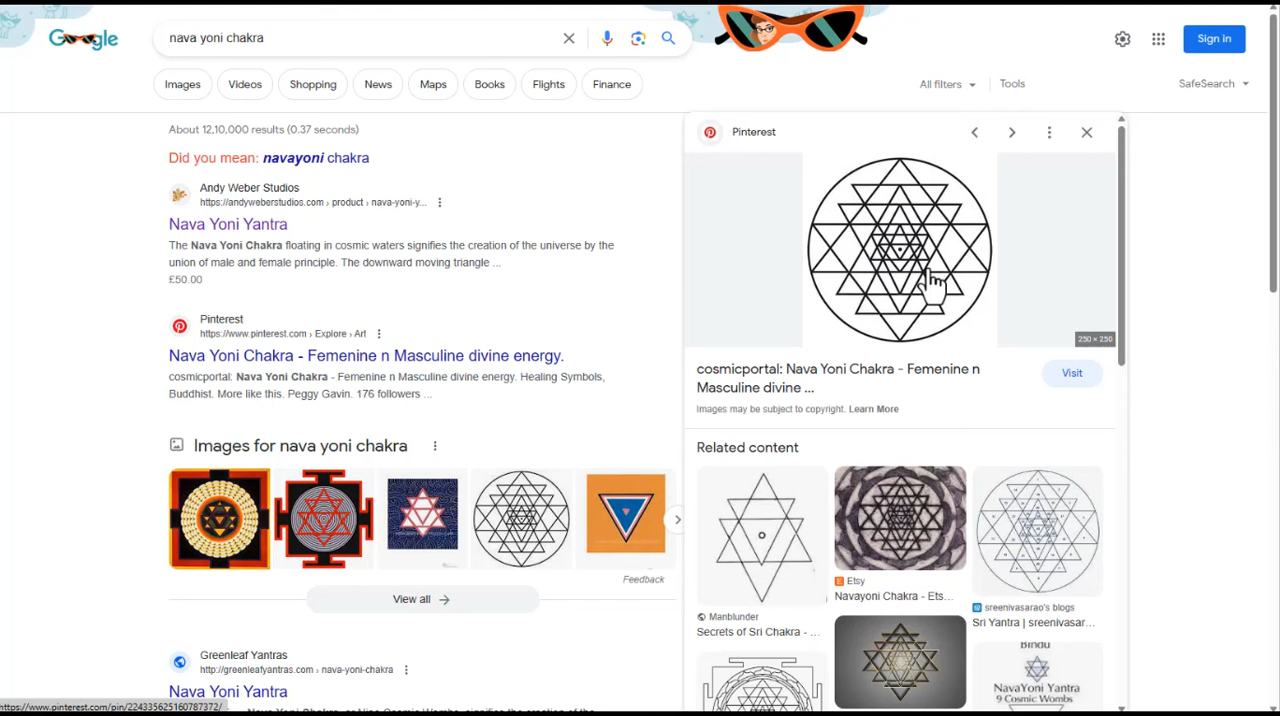 Google
nava yoni chakra
Sign in
Images
Videos
Shopping
News
Maps
Books
Flights
Finance
All filters
Tools
SafeSearch
About 12,10,000 results (0.37 seconds)
Did you mean: navayoni chakra
Andy Weber Studios
https://andyweberstudios.com › product › nava-yoni-y...
Nava Yoni Yantra
The Nava Yoni Chakra floating in cosmic waters signifies the creation of the universe by the
union of male and female principle. The downward moving triangle ...
£50.00
Pinterest
https://www.pinterest.com › Explore › Art
Nava Yoni Chakra - Femenine n Masculine divine energy.
cosmicportal: Nava Yoni Chakra - Femenine n Masculine divine energy. Healing Symbols,
Buddhist. More like this. Peggy Gavin. 176 followers ...
Images for nava yoni chakra
Feedback
View all
Greenleaf Yantras
http://greenleafyantras.com › nava-yoni-chakra
Nava Yoni Yantra
https://www.pinterest.com/pin/224335625160787372/
Pinterest
250 × 250
cosmicportal: Nava Yoni Chakra - Femenine n
Masculine divine ...
Visit
Images may be subject to copyright. Learn More
Related content
Manblunder
Secrets of Sri Chakra - ...
Etsy
Navayoni Chakra - Ets...
sreenivasarao's blogs
Sri Yantra | sreenivasar...
Bindu
NavaYoni Yantra
9 Cosmic Wombs